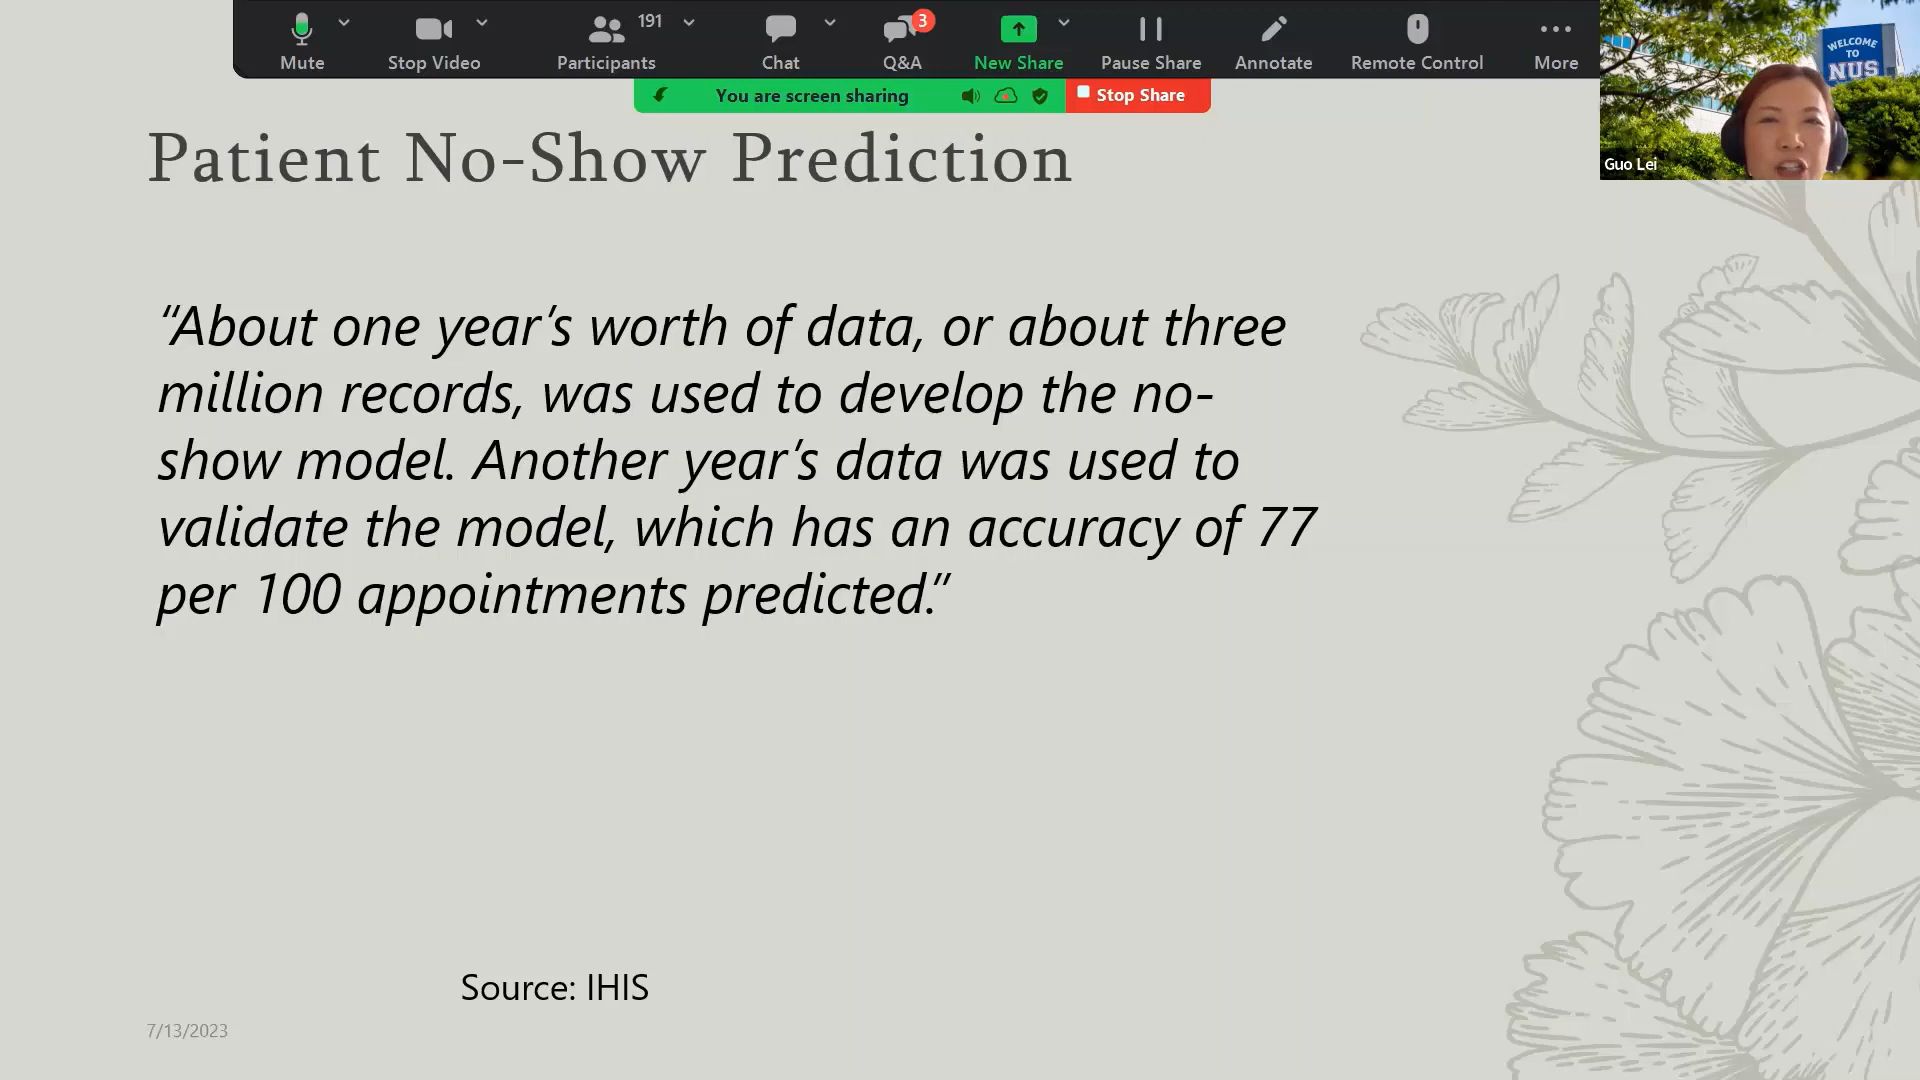 Mute
Stop Video
191
Participants
Chat
3
Q&A
New Share
Pause Share
Annotate
Remote Control
More
You are screen sharing
Stop Share
WELCOME
TO
NUS
Guo Lei
Patient No-Show Prediction
“About one year’s worth of data, or about three
million records, was used to develop the no-
show model. Another year’s data was used to
validate the model, which has an accuracy of 77
per 100 appointments predicted.”
Source: IHIS
7/13/2023